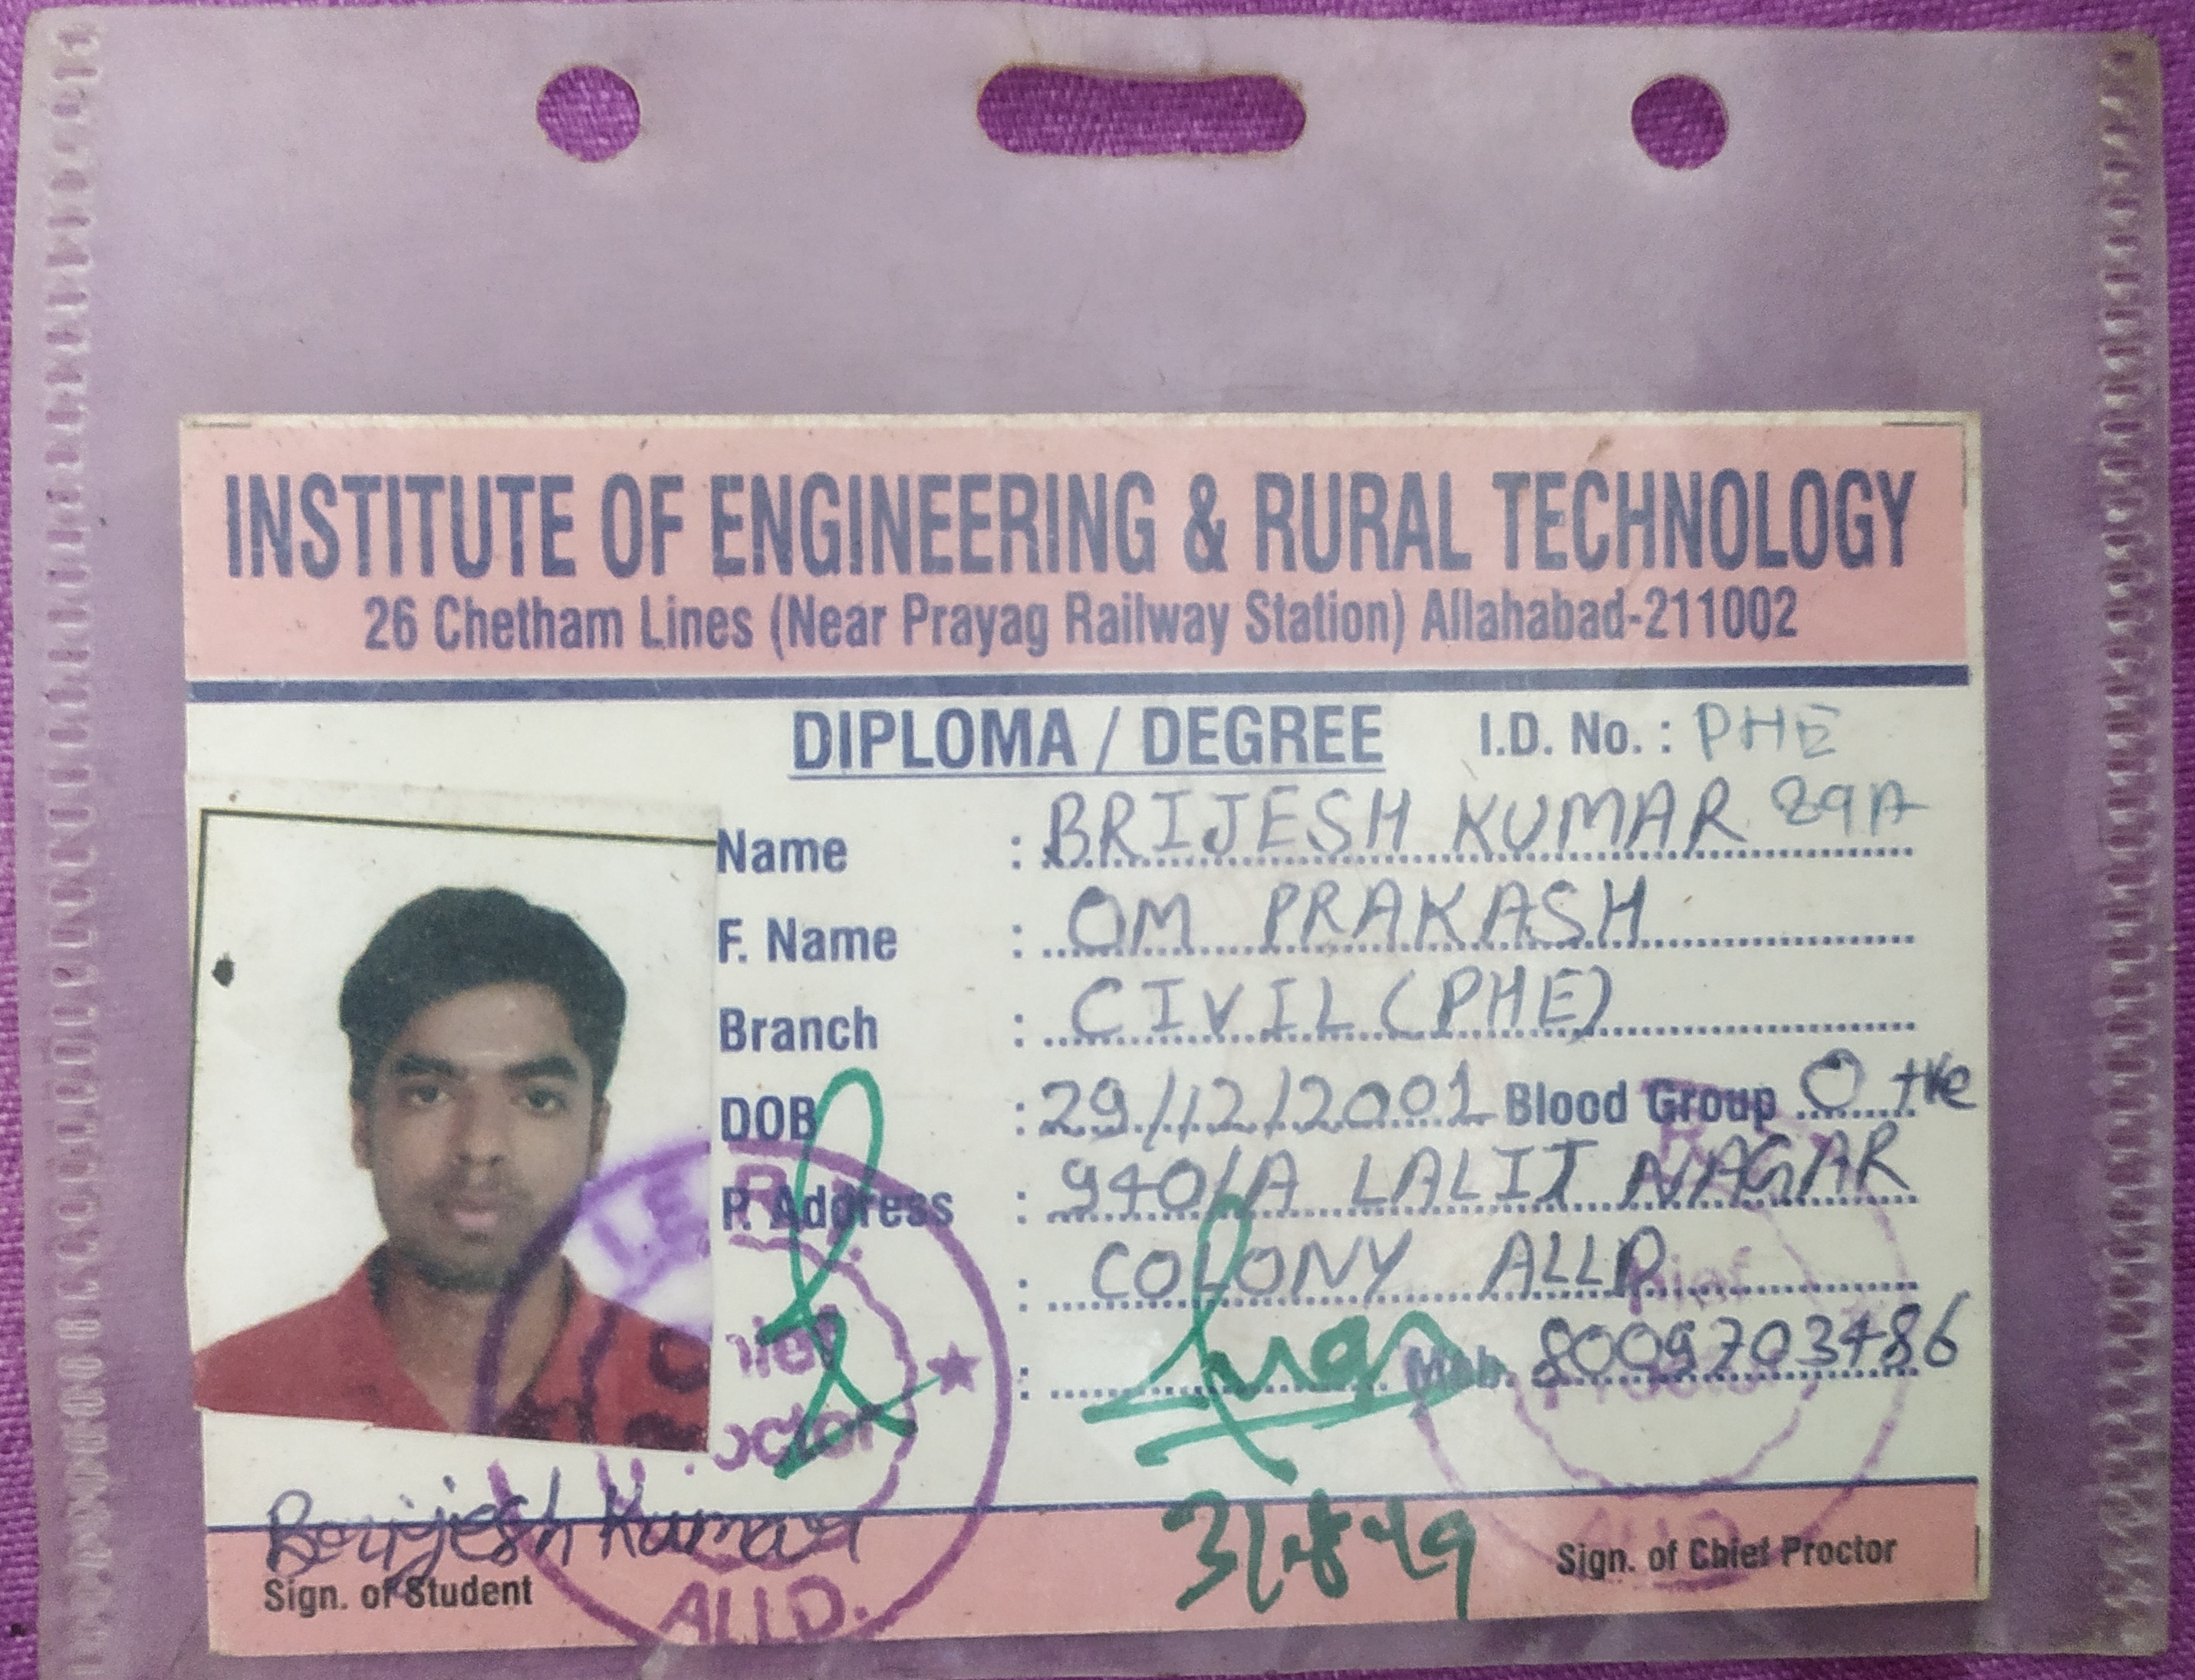 INSTITUTE OF ENGINEERING & RURAL TECHNOLOGY
26 Chetham Lines (Near Prayag Railway Station) Allahabad-211002
DIPLOMA / DEGREE I.D. No. : PHE 89A
Name : BRIJESH KUMAR
F. Name : OM PRAKASH
Branch : CIVIL (PHE)
DOB : 29/12/2001 Blood Group O +ve
P. Address : 940/A LALIT NAGAR
: COLONY ALLD
: Mob. 8009703486
I.E.R.T.
Chief
Proctor
ALLD.
Chief
Proctor
ALLD
31.8.19
Brijesh Kumar
Sign. of Student
Sign. of Chief Proctor